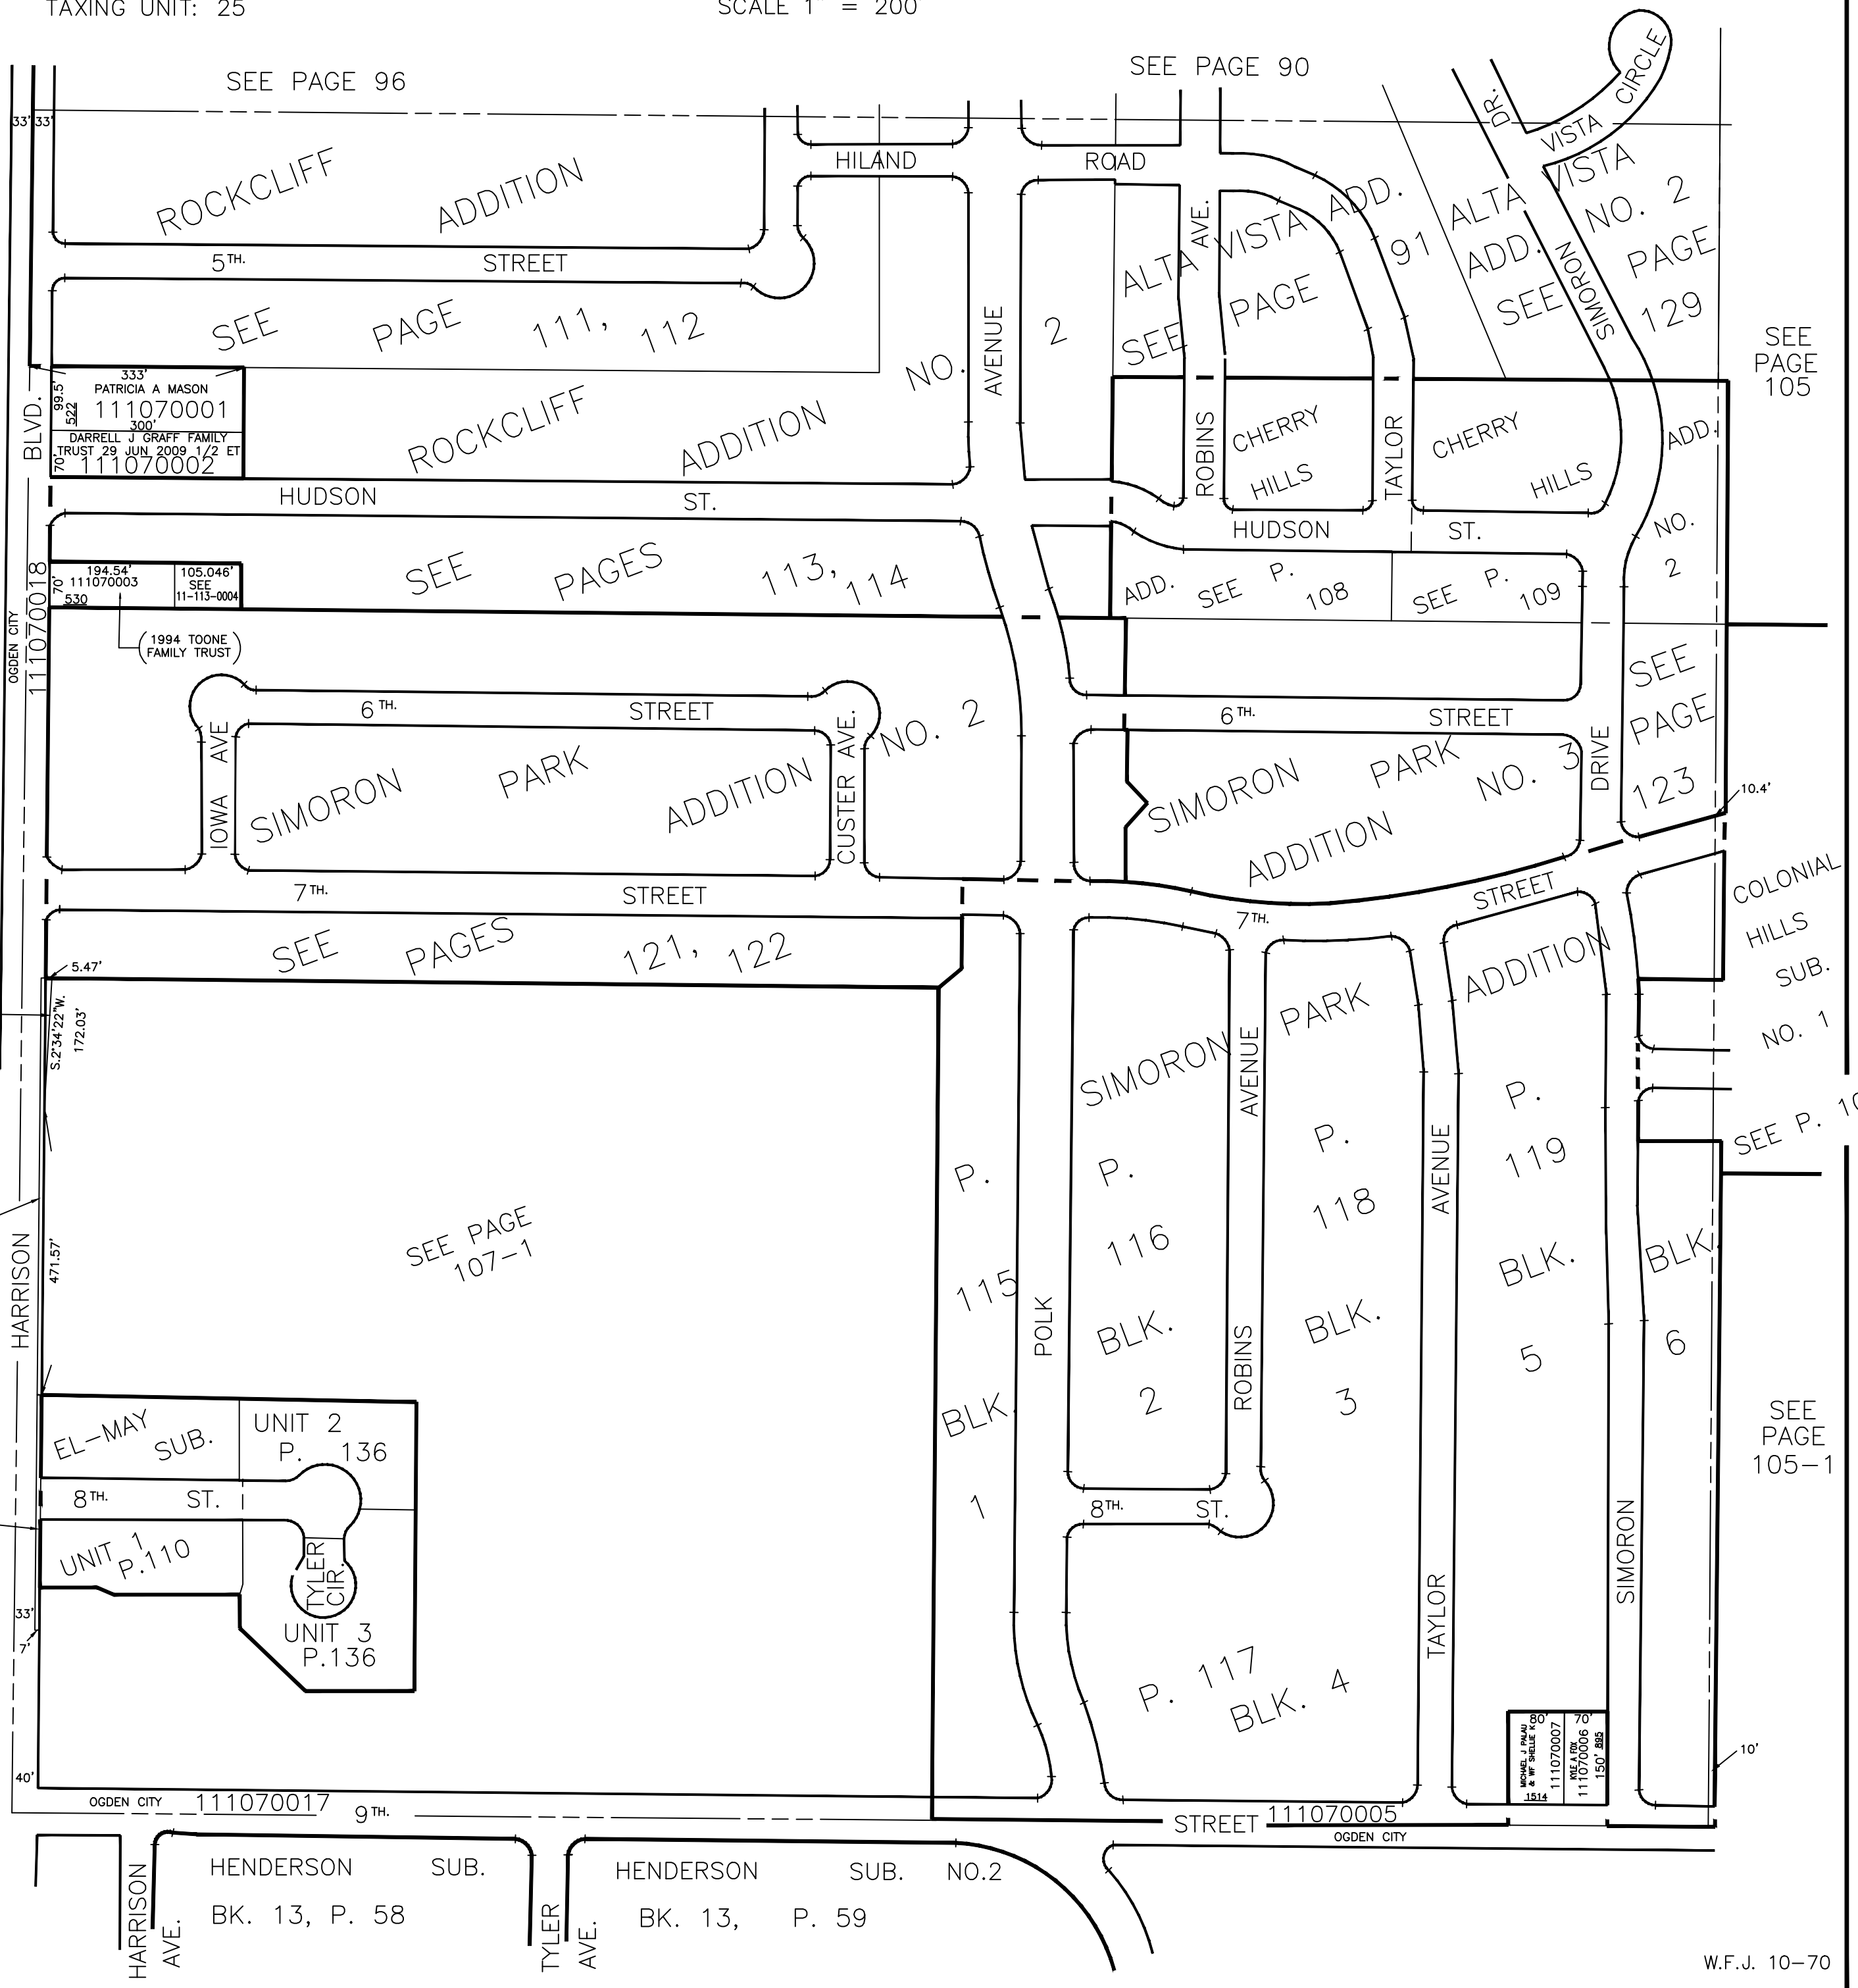 TAXING UNIT: 25
SCALE 1" = 200
SEE PAGE 96
SEE PAGE 90
33' 33'
VISTA CIRCLE
DR.
HILAND ROAD
ROCKCLIFF ADDITION
5TH. STREET
SEE PAGE 111, 112
AVENUE
NO. 2
ALTA VISTA ADD.
SEE PAGE 91
AVE.
ALTA VISTA
ADD. NO. 2
SEE PAGE
129
SIMORON
SEE
PAGE
105
BLVD.
333'
PATRICIA A MASON
99.5'
522
111070001
300'
DARRELL J GRAFF FAMILY
TRUST 29 JUN 2009 1/2 ET
70'
111070002
ROCKCLIFF ADDITION
ROBINS
CHERRY
HILLS
TAYLOR
CHERRY
HILLS
ADD.
NO.
2
HUDSON ST.
HUDSON ST.
SEE PAGES 113, 114
ADD. SEE P. 108
SEE P. 109
OGDEN CITY
111070018
194.54'
70'
111070003
530
105.046'
SEE
11-113-0004
1994 TOONE
FAMILY TRUST
SEE
PAGE
123
6TH. STREET
6TH. STREET
NO. 2
IOWA AVE
CUSTER AVE.
DRIVE
SIMORON PARK ADDITION
SIMORON PARK NO. 3
ADDITION
10.4'
7TH. STREET
7TH. STREET
SEE PAGES 121, 122
COLONIAL
HILLS
SUB.
NO. 1
SEE P. 10
5.47'
S.2°34'22"W.
172.03'
SIMORON PARK ADDITION
AVENUE
AVENUE
SEE PAGE
107-1
471.57'
HARRISON
P.
115
BLK.
1
POLK
P.
116
BLK.
2
ROBINS
P.
118
BLK.
3
P.
119
BLK.
5
BLK.
6
SEE
PAGE
105-1
EL-MAY SUB.
UNIT 2
P. 136
8TH. ST.
8TH. ST.
UNIT 1
P.110
TYLER
CIR.
UNIT 3
P.136
33'
7'
TAYLOR
SIMORON
P. 117
BLK. 4
80'
MICHAEL J PALAU
& WF SHELLIE K
111070007
1514
70'
KYLE A FOX
111070006
150' 895
10'
40'
OGDEN CITY 111070017
9TH. STREET
111070005
OGDEN CITY
HENDERSON SUB.
BK. 13, P. 58
HENDERSON SUB. NO.2
BK. 13, P. 59
HARRISON
AVE.
TYLER
AVE.
W.F.J. 10-70